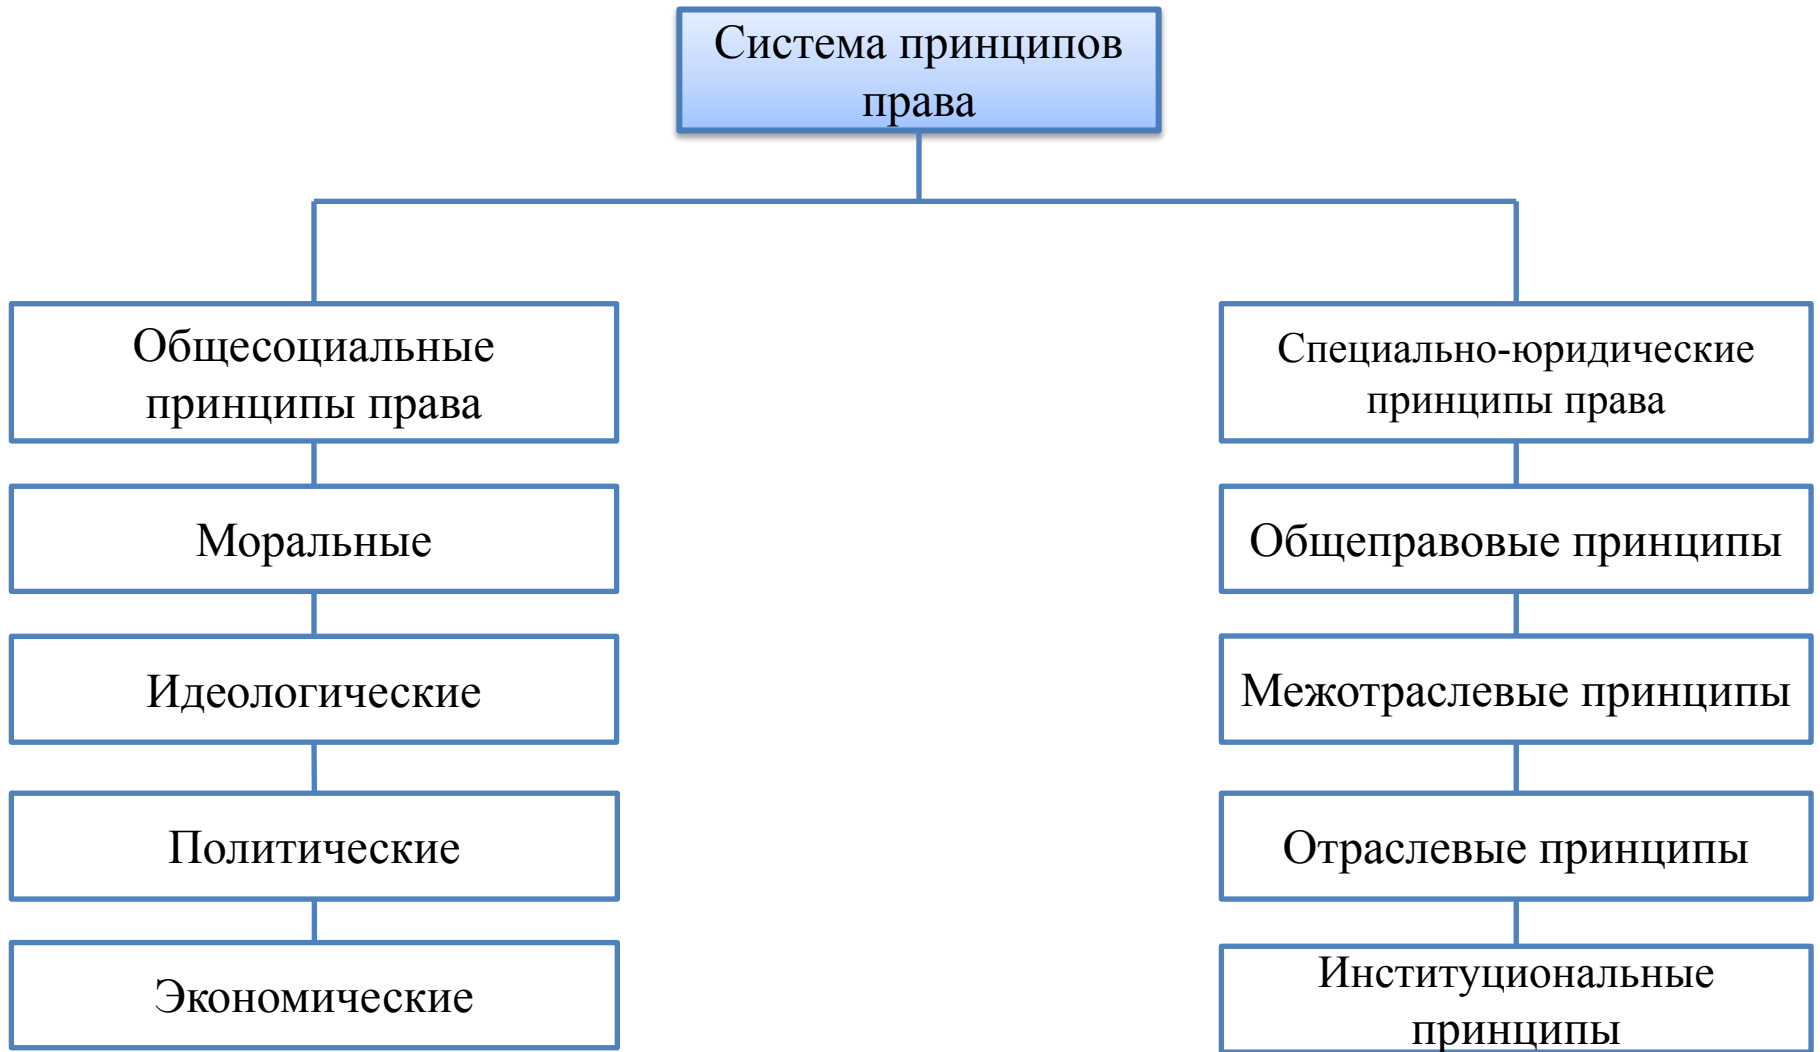 Система принципов
права
Общесоциальные
принципы права
Моральные
Идеологические
Политические
Экономические
Специально-юридические
принципы права
Общеправовые принципы
Межотраслевые принципы
Отраслевые принципы
Институциональные
принципы